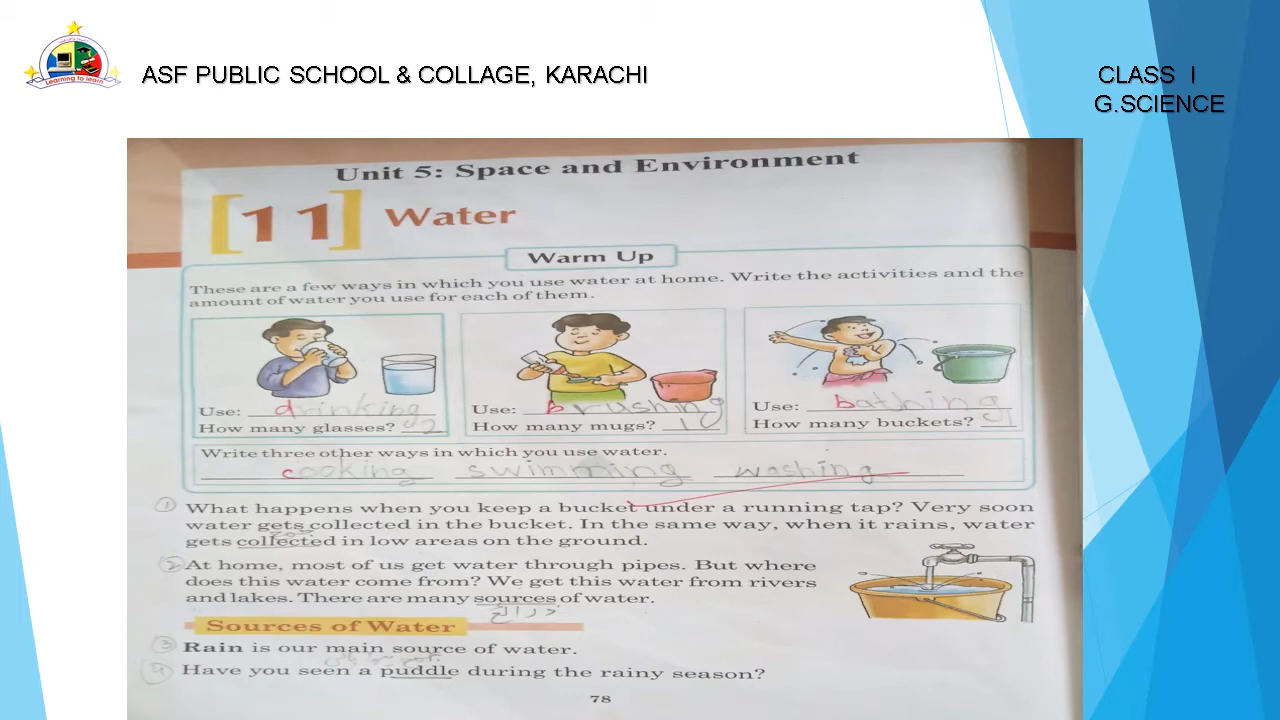 ASF PUBLIC SCHOOL & COLLAGE, KARACHI
CLASS I
G.SCIENCE
Learning to learn
Unit 5: Space and Environment
[11] Water
Warm Up
These are a few ways in which you use water at home. Write the activities and the
amount of water you use for each of them.
Use: drinking
How many glasses? 2
Use: brushing
How many mugs? 1
Use: bathing
How many buckets? 1
Write three other ways in which you use water.
cooking swimming washing
1 What happens when you keep a bucket under a running tap? Very soon
water gets collected in the bucket. In the same way, when it rains, water
gets collected in low areas on the ground.
2 At home, most of us get water through pipes. But where
does this water come from? We get this water from rivers
and lakes. There are many sources of water.
Sources of Water
3 Rain is our main source of water.
4 Have you seen a puddle during the rainy season?
78